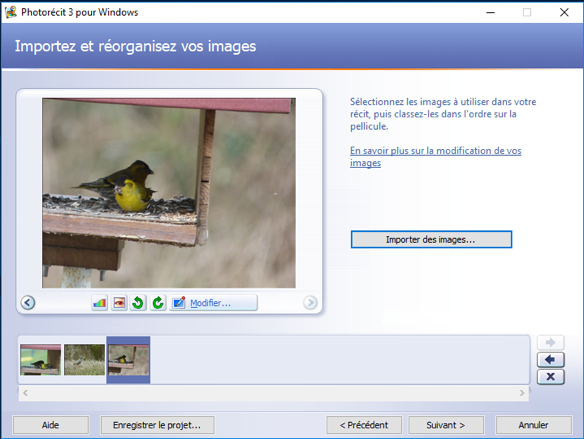 Photorécit 3 pour Windows
Importez et réorganisez vos images
Sélectionnez les images à utiliser dans votre
récit, puis classez-les dans l'ordre sur la
pellicule.
En savoir plus sur la modification de vos
images
Importer des images...
Modifier...
Aide
Enregistrer le projet...
< Précédent
Suivant >
Annuler